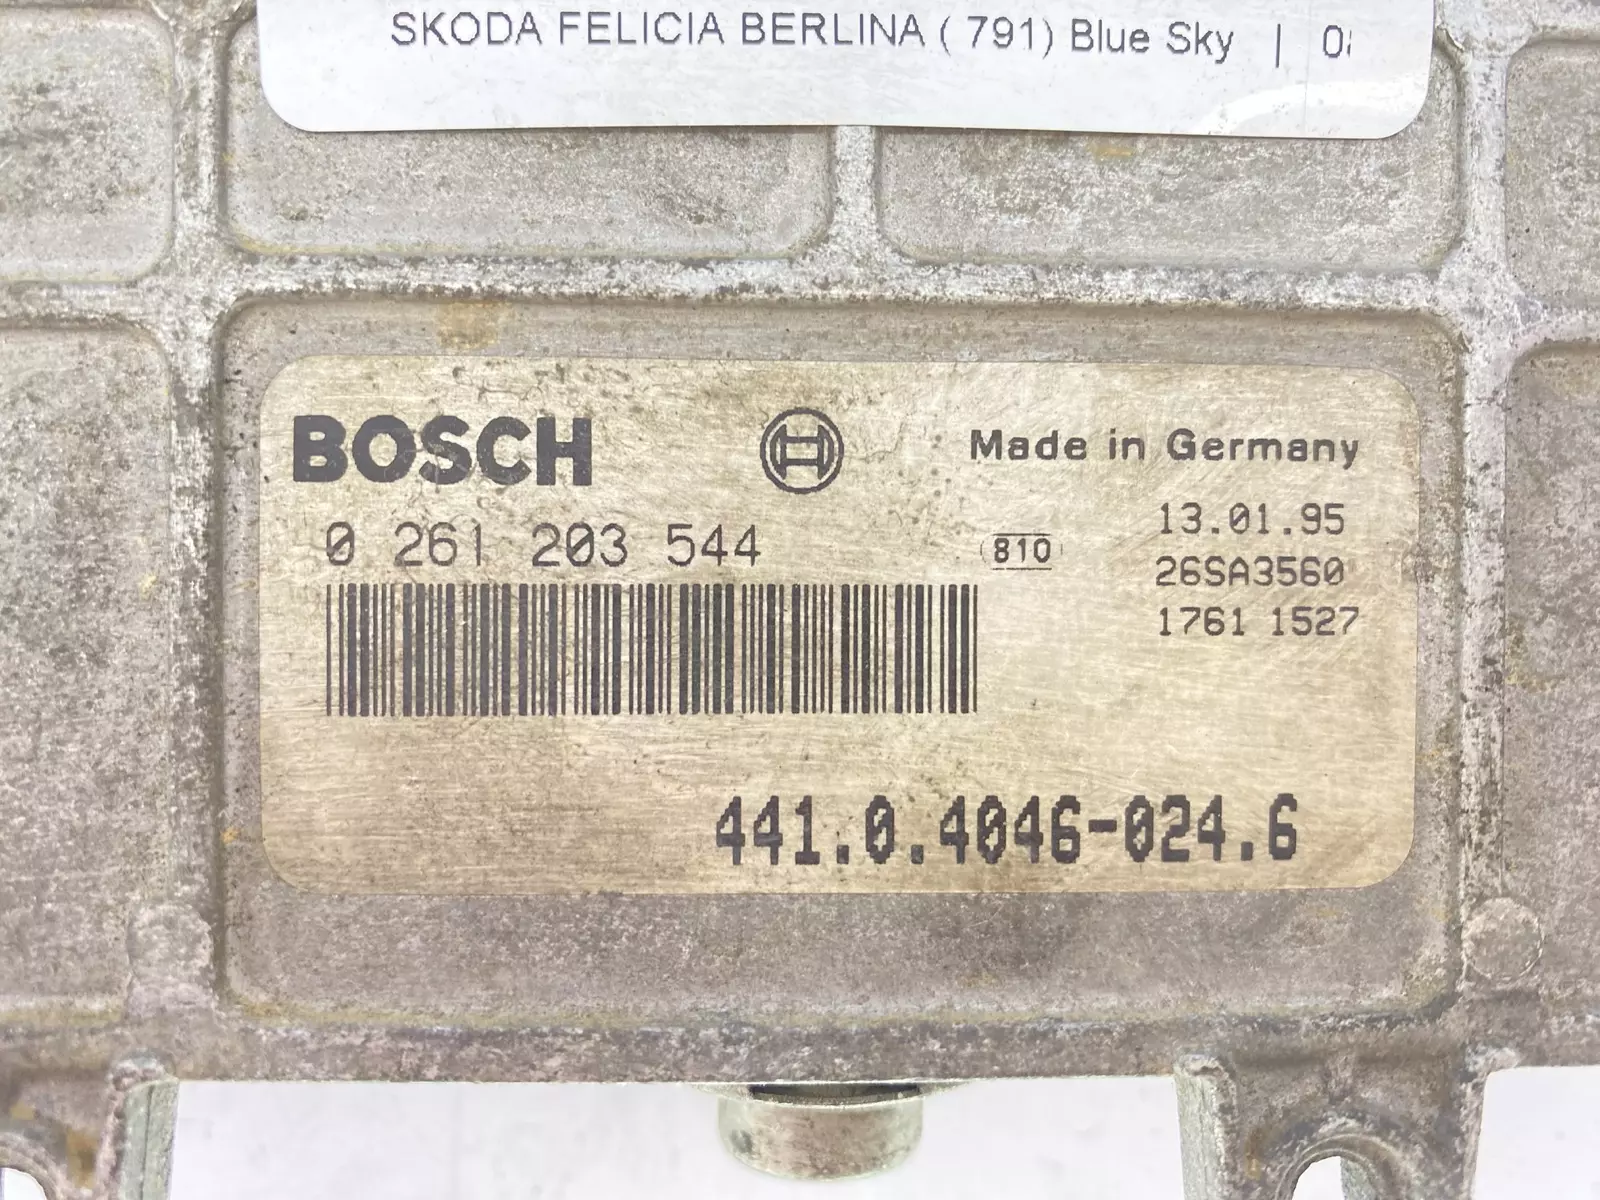 SKODA FELICIA BERLINA ( 791) Blue Sky |
BOSCH
Made in Germany
0 261 203 544
810
13.01.95
26SA3560
1761 1527
441.0.4046-024.6